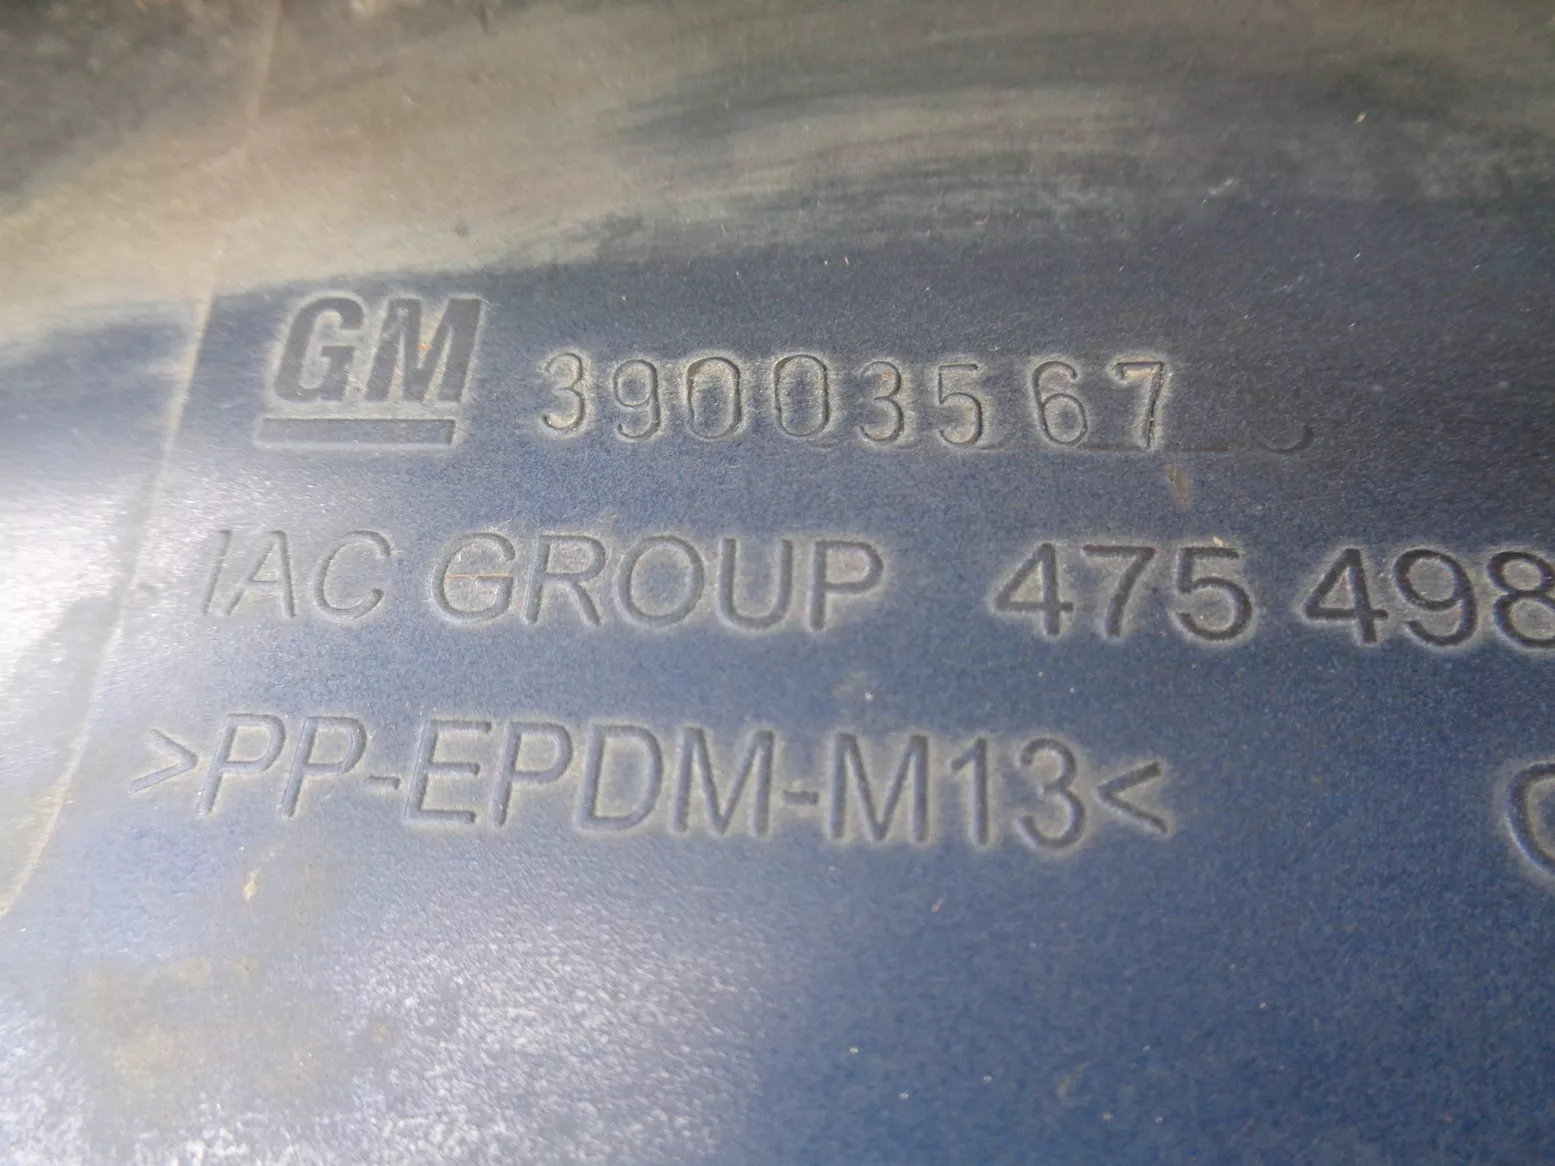 GM 39003567
IAC GROUP 475 498
>PP-EPDM-M13<